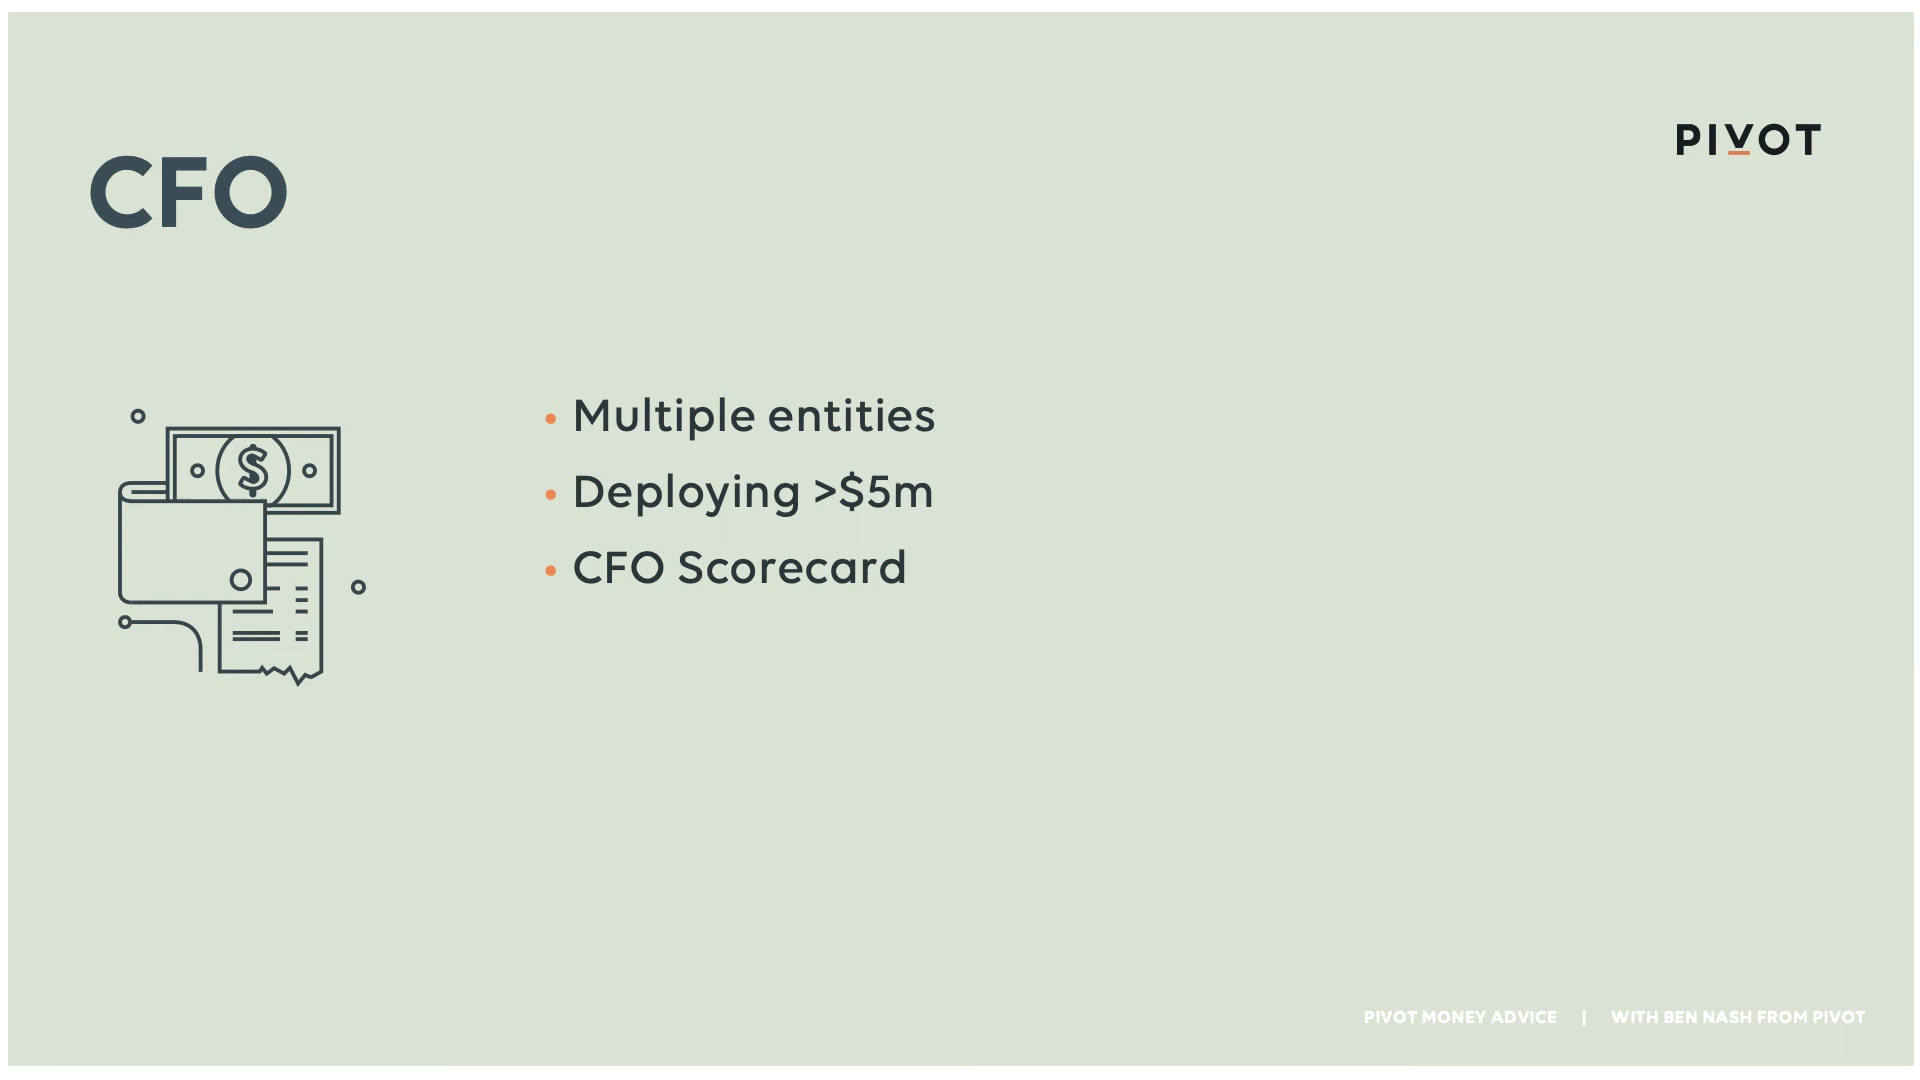 PIVOT
CFO
• Multiple entities
• Deploying >$5m
• CFO Scorecard
$
PIVOT MONEY ADVICE | WITH BEN NASH FROM PIVOT